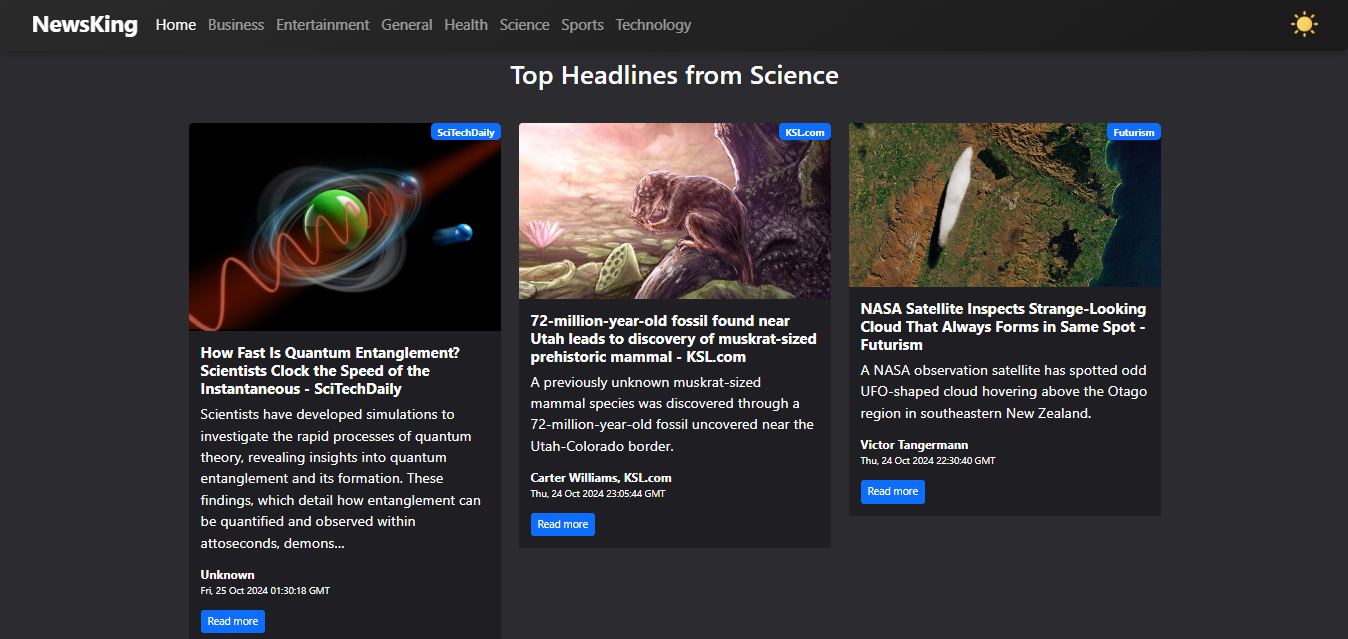 NewsKing Home Business Entertainment General Health Science Sports Technology
Top Headlines from Science
SciTechDaily
How Fast Is Quantum Entanglement?
Scientists Clock the Speed of the
Instantaneous - SciTechDaily
Scientists have developed simulations to
investigate the rapid processes of quantum
theory, revealing insights into quantum
entanglement and its formation. These
findings, which detail how entanglement can
be quantified and observed within
attoseconds, demons...
Unknown
Fri, 25 Oct 2024 01:30:18 GMT
Read more
KSL.com
72-million-year-old fossil found near
Utah leads to discovery of muskrat-sized
prehistoric mammal - KSL.com
A previously unknown muskrat-sized
mammal species was discovered through a
72-million-year-old fossil uncovered near the
Utah-Colorado border.
Carter Williams, KSL.com
Thu, 24 Oct 2024 23:05:44 GMT
Read more
Futurism
NASA Satellite Inspects Strange-Looking
Cloud That Always Forms in Same Spot -
Futurism
A NASA observation satellite has spotted odd
UFO-shaped cloud hovering above the Otago
region in southeastern New Zealand.
Victor Tangermann
Thu, 24 Oct 2024 22:30:40 GMT
Read more